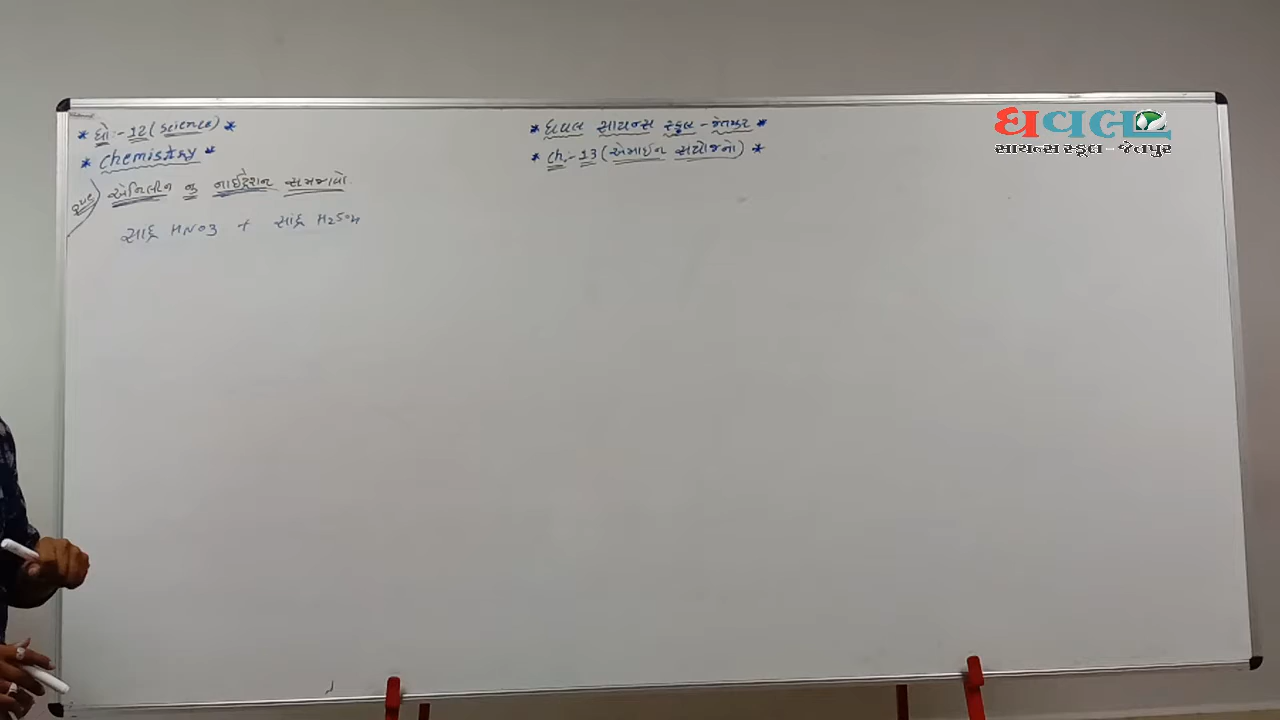 * ધો:-12 (Science) *
* Chemistry *
* ધવલ સાયન્સ સ્કૂલ - જેતપુર *
* Ch:-13 (એમાઈન સંયોજનો) *
એનિલીન નુ નાઈટ્રેશન સમજાવો.
સાંદ્ર HNO3 + સાંદ્ર H2SO4
ધવલ
સાયન્સ સ્કૂલ - જેતપુર